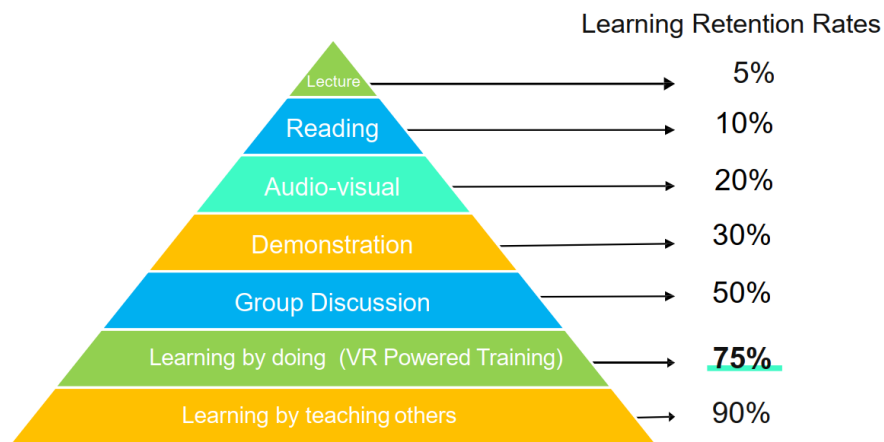 Learning Retention Rates
Lecture
5%
Reading
10%
Audio-visual
20%
Demonstration
30%
Group Discussion
50%
Learning by doing (VR Powered Training)
75%
Learning by teaching others
90%